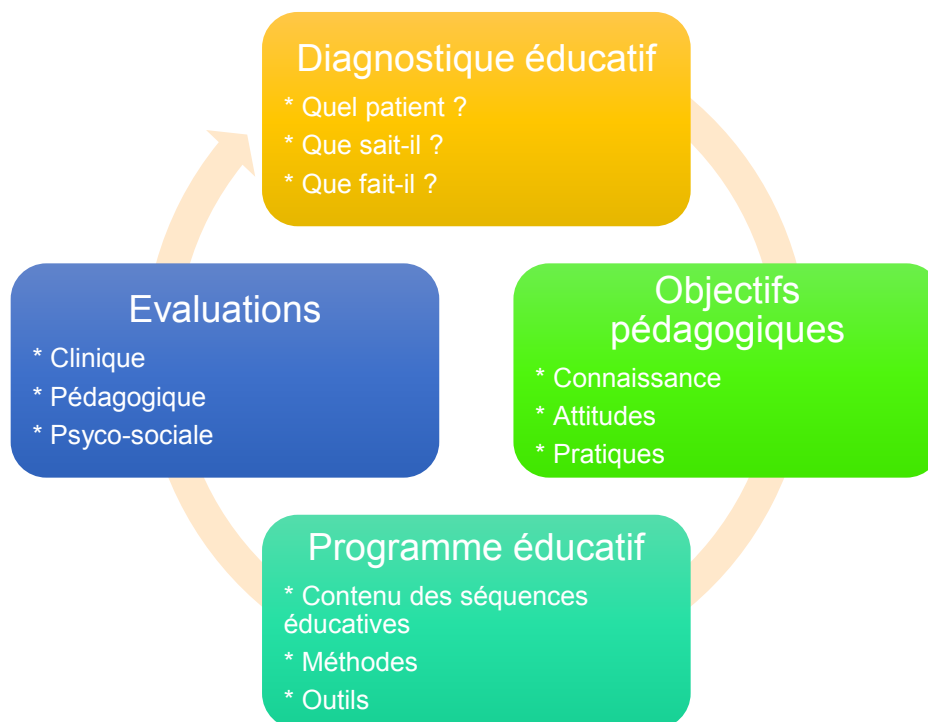 Diagnostique éducatif
* Quel patient ?
* Que sait-il ?
* Que fait-il ?
Objectifs
pédagogiques
* Connaissance
* Attitudes
* Pratiques
Programme éducatif
* Contenu des séquences
éducatives
* Méthodes
* Outils
Evaluations
* Clinique
* Pédagogique
* Psyco-sociale